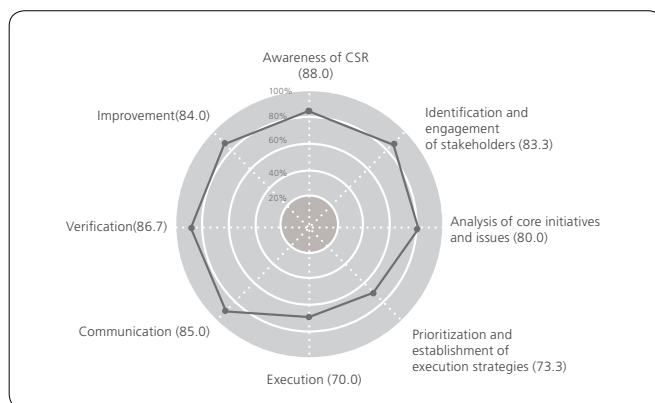 Awareness of CSR
(88.0)
100%
80%
60%
40%
20%
Identification and
engagement
of stakeholders (83.3)
Analysis of core initiatives
and issues (80.0)
Prioritization and
establishment of
execution strategies (73.3)
Execution (70.0)
Communication (85.0)
Verification(86.7)
Improvement(84.0)